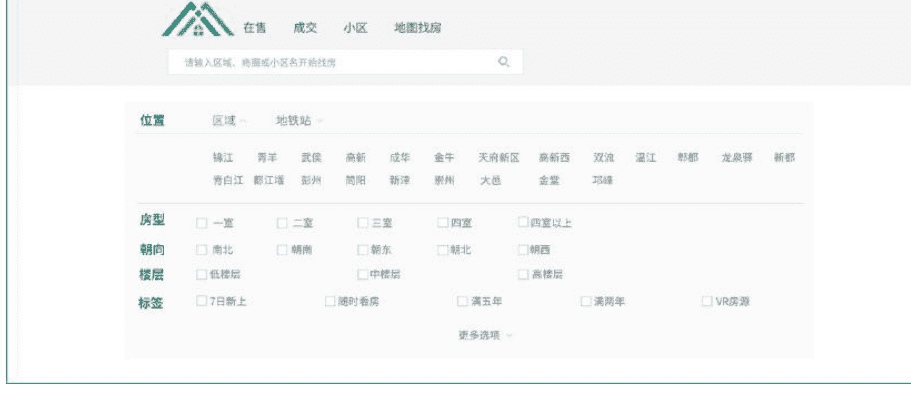 在售 成交 小区 地图找房
请输入区域、商圈或小区名开始找房
位置 区域 地铁站
锦江 青羊 武侯 高新 成华 金牛 天府新区 高新西 双流 温江 郫都 龙泉驿 新都
青白江 都江堰 彭州 简阳 新津 崇州 大邑 金堂 邛崃
房型 一室 二室 三室 四室 四室以上
朝向 南北 朝南 朝东 朝北 朝西
楼层 低楼层 中楼层 高楼层
标签 7日新上 随时看房 满五年 满两年 VR房源
更多选项